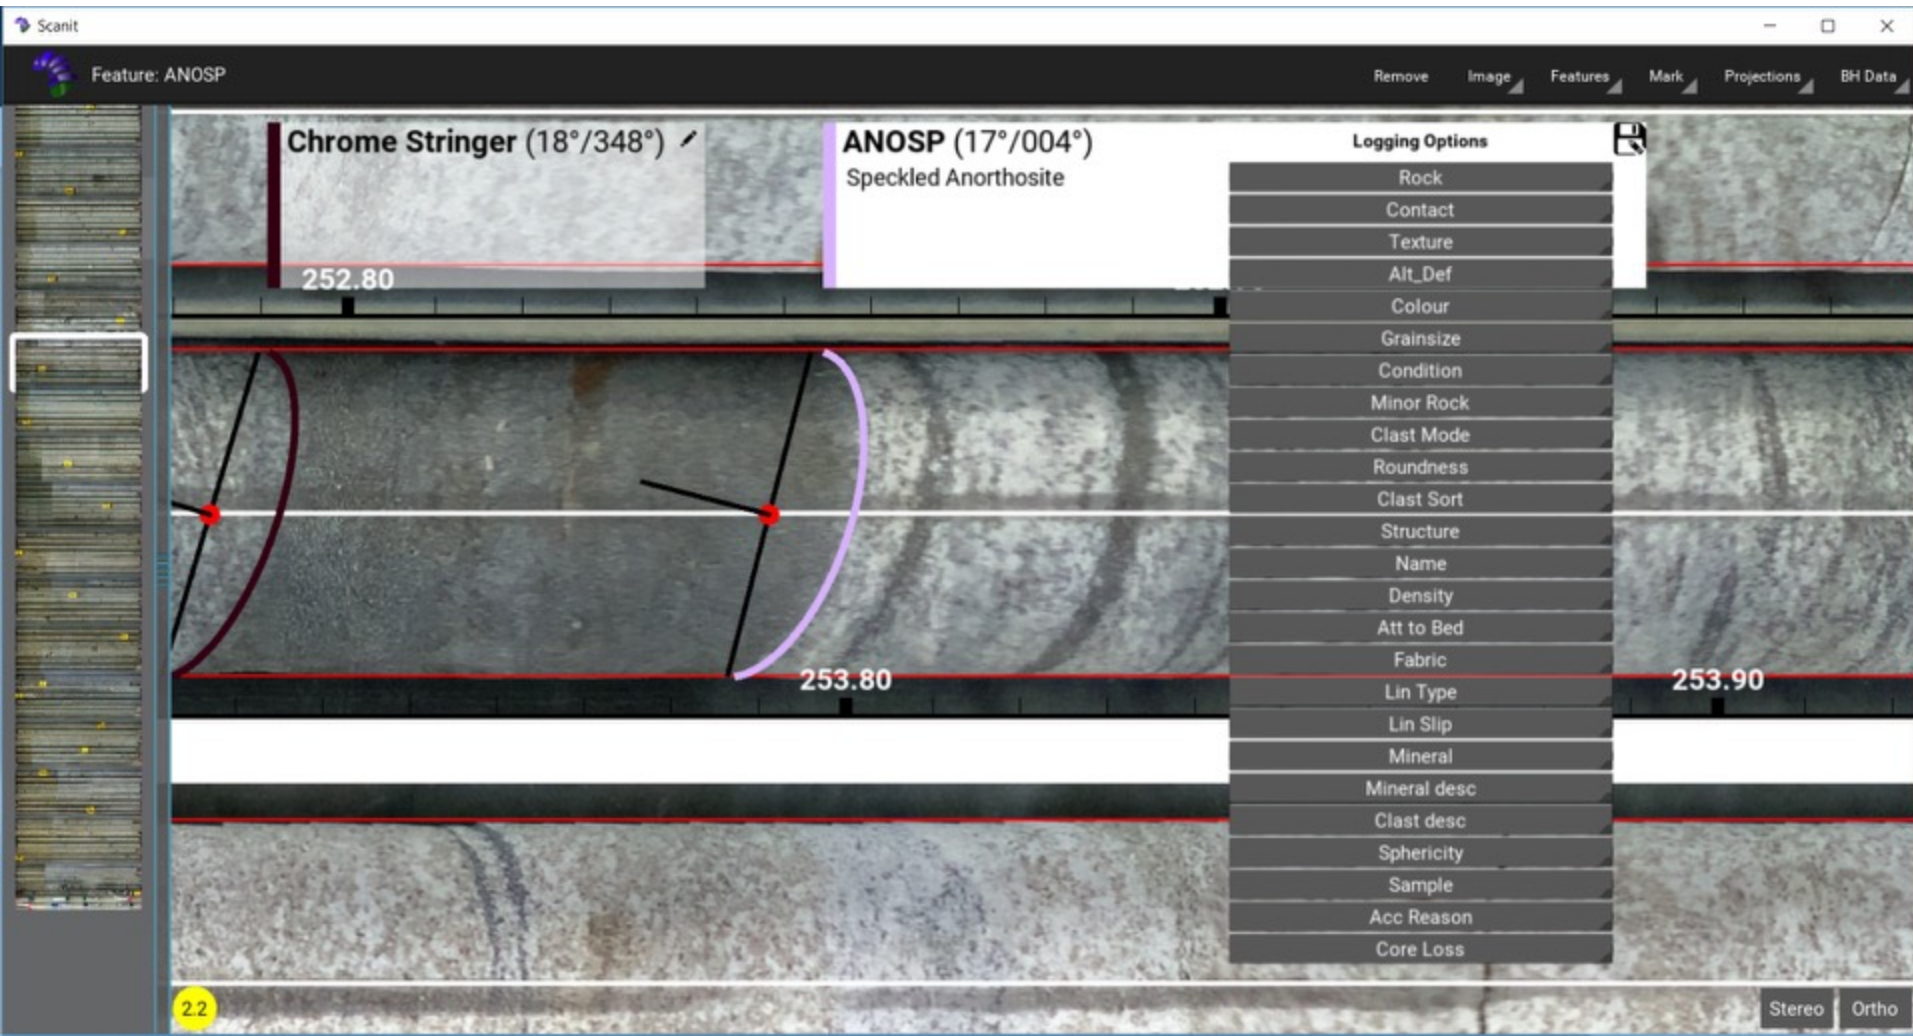 Scanit
Feature: ANOSP
Remove Image Features Mark Projections BH Data
Chrome Stringer (18°/348°)
252.80
ANOSP (17°/004°)
Speckled Anorthosite
Logging Options
Rock
Contact
Texture
Alt_Def
Colour
Grainsize
Condition
Minor Rock
Clast Mode
Roundness
Clast Sort
Structure
Name
Density
Att to Bed
Fabric
Lin Type
Lin Slip
Mineral
Mineral desc
Clast desc
Sphericity
Sample
Acc Reason
Core Loss
253.80
253.90
2.2
Stereo Ortho